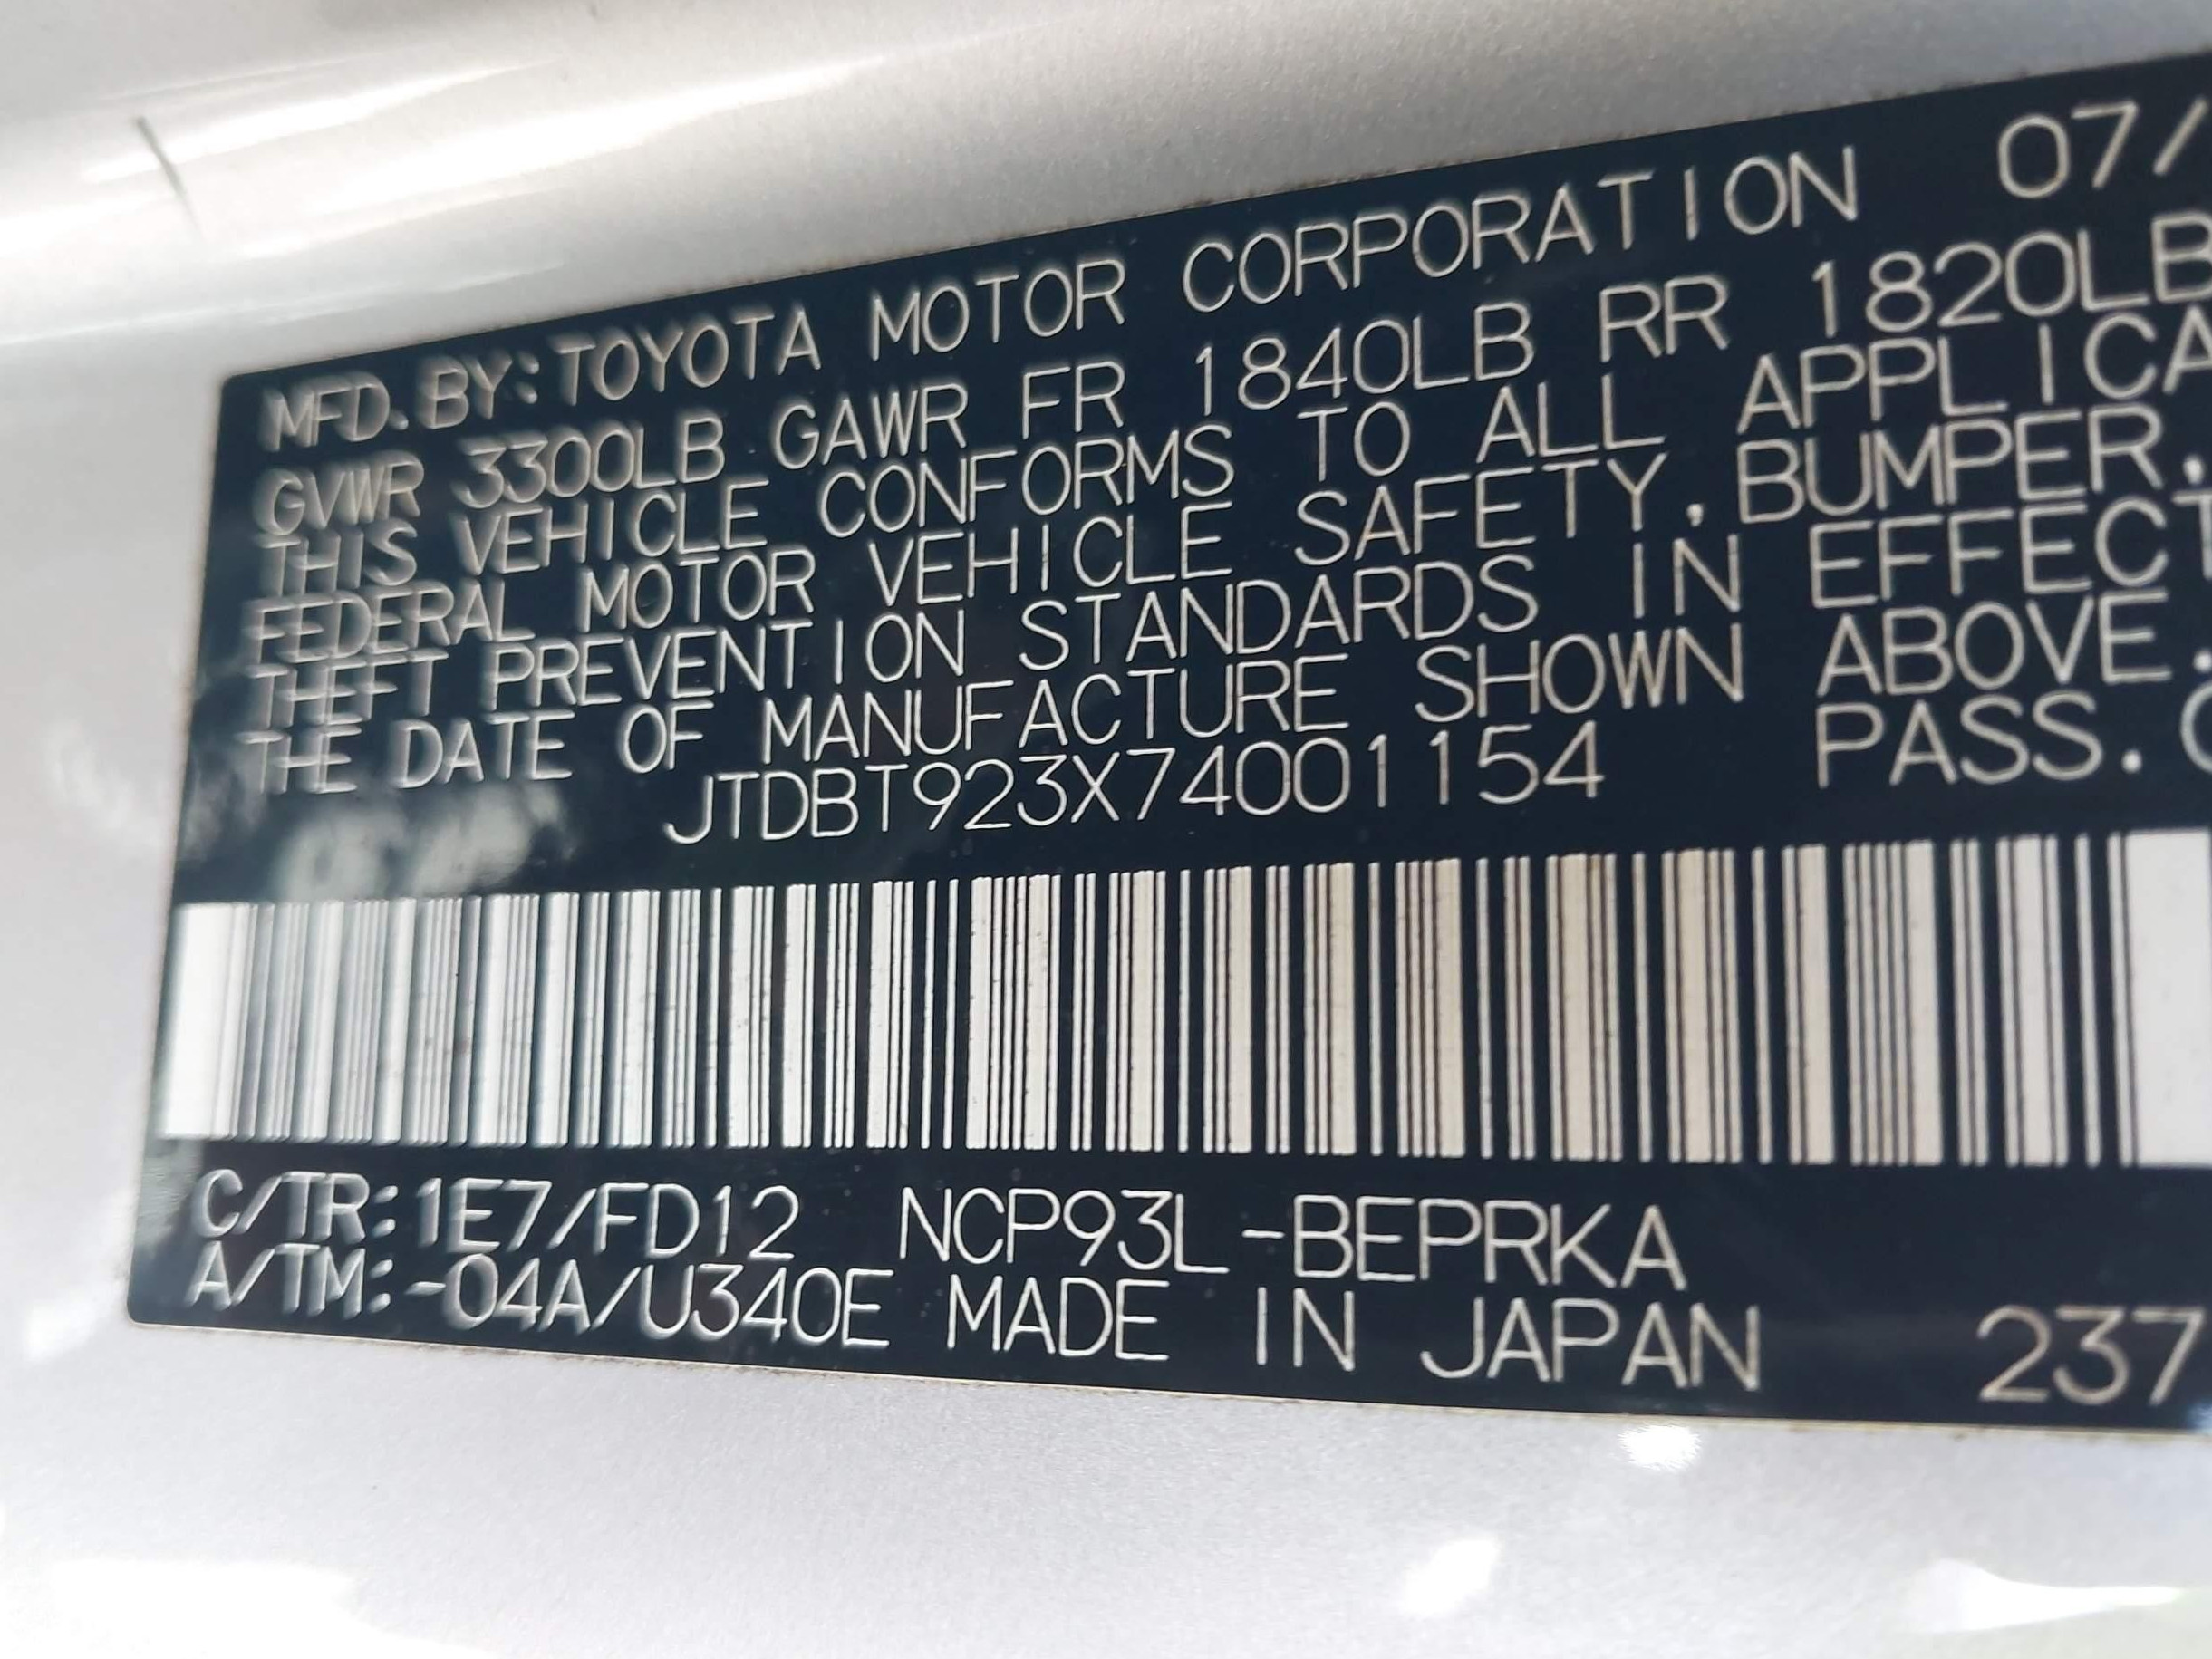 MFD.BY:TOYOTA MOTOR CORPORATION 07/
GVWR 3300LB GAWR FR 1840LB RR 1820LB
THIS VEHICLE CONFORMS TO ALL APPLICA
FEDERAL MOTOR VEHICLE SAFETY,BUMPER,
THEFT PREVENTION STANDARDS IN EFFECT
THE DATE OF MANUFACTURE SHOWN ABOVE.
JTDBT923X74001154 PASS.C
C/TR:1E7/FD12 NCP93L-BEPRKA
A/TM:-04A/U340E MADE IN JAPAN 237